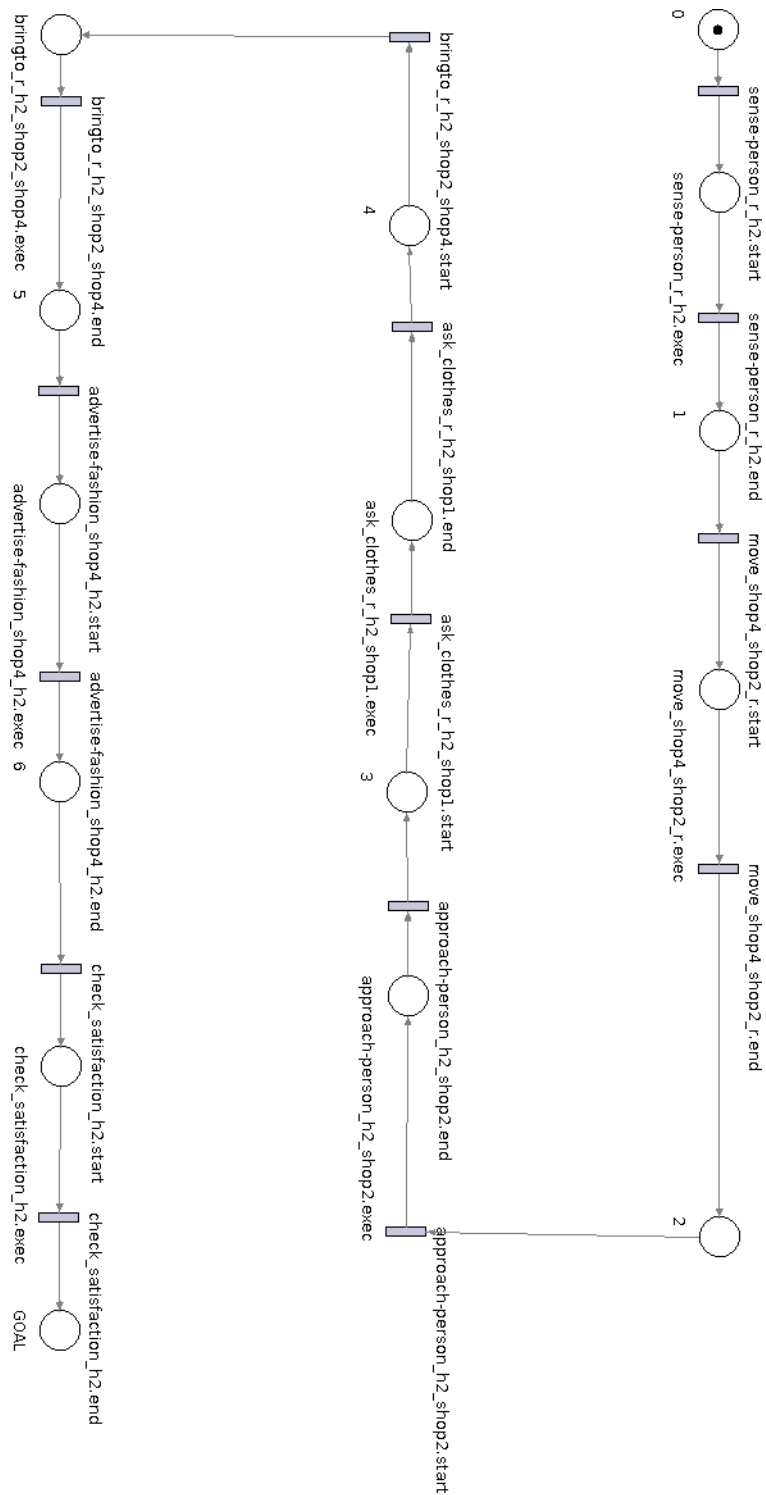 0
sense-person_r_h2.start
sense-person_r_h2.exec
sense-person_r_h2.end
1
move_shop4_shop2_r.start
move_shop4_shop2_r.exec
move_shop4_shop2_r.end
2
approach-person_h2_shop2.start
approach-person_h2_shop2.exec
approach-person_h2_shop2.end
3
ask_clothes_r_h2_shop1.start
ask_clothes_r_h2_shop1.exec
ask_clothes_r_h2_shop1.end
4
bringto_r_h2_shop2_shop4.start
bringto_r_h2_shop2_shop4.exec
bringto_r_h2_shop2_shop4.end
5
advertise-fashion_shop4_h2.start
advertise-fashion_shop4_h2.exec
advertise-fashion_shop4_h2.end
6
check_satisfaction_h2.start
check_satisfaction_h2.exec
check_satisfaction_h2.end
GOAL